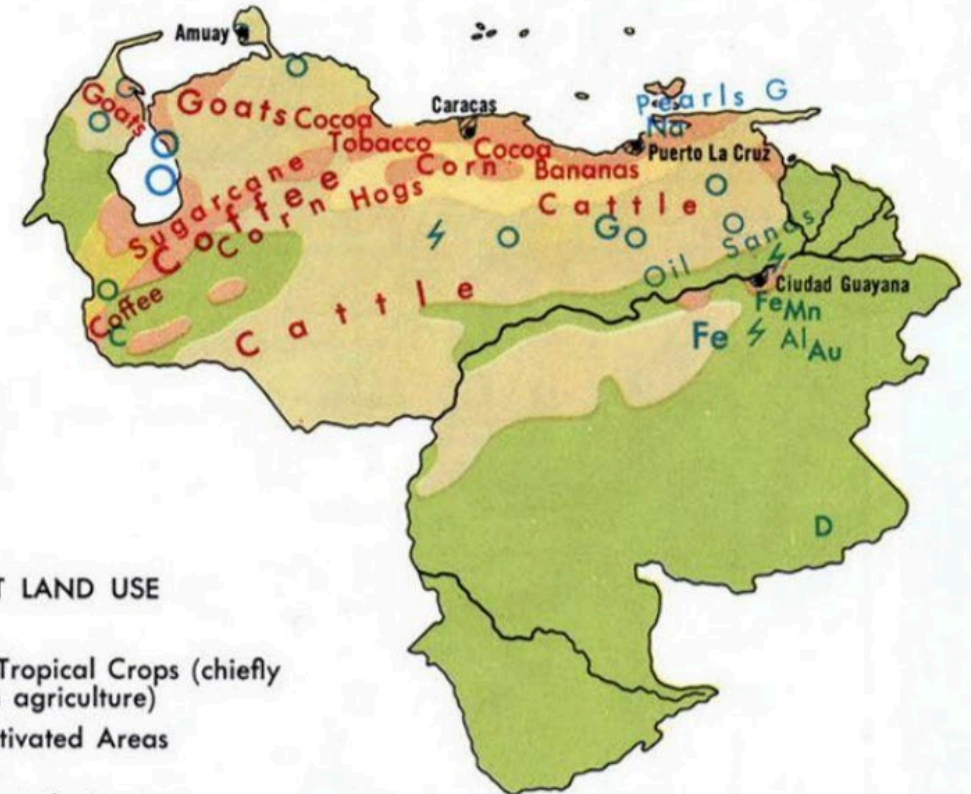 Amuay
Goats
G
Goats
Cocoa
Caracas
Pearls G
Na
Tobacco
Cocoa
Puerto La Cruz
Corn
Bananas
Sugarcane
Coffee
Corn Hogs
Cattle
G
Oil Sands
Ciudad Guayana
Coffee
C
Cattle
Fe
Mn
Fe
Al
Au
D
LAND USE
Tropical Crops (chiefly
agriculture)
Areas